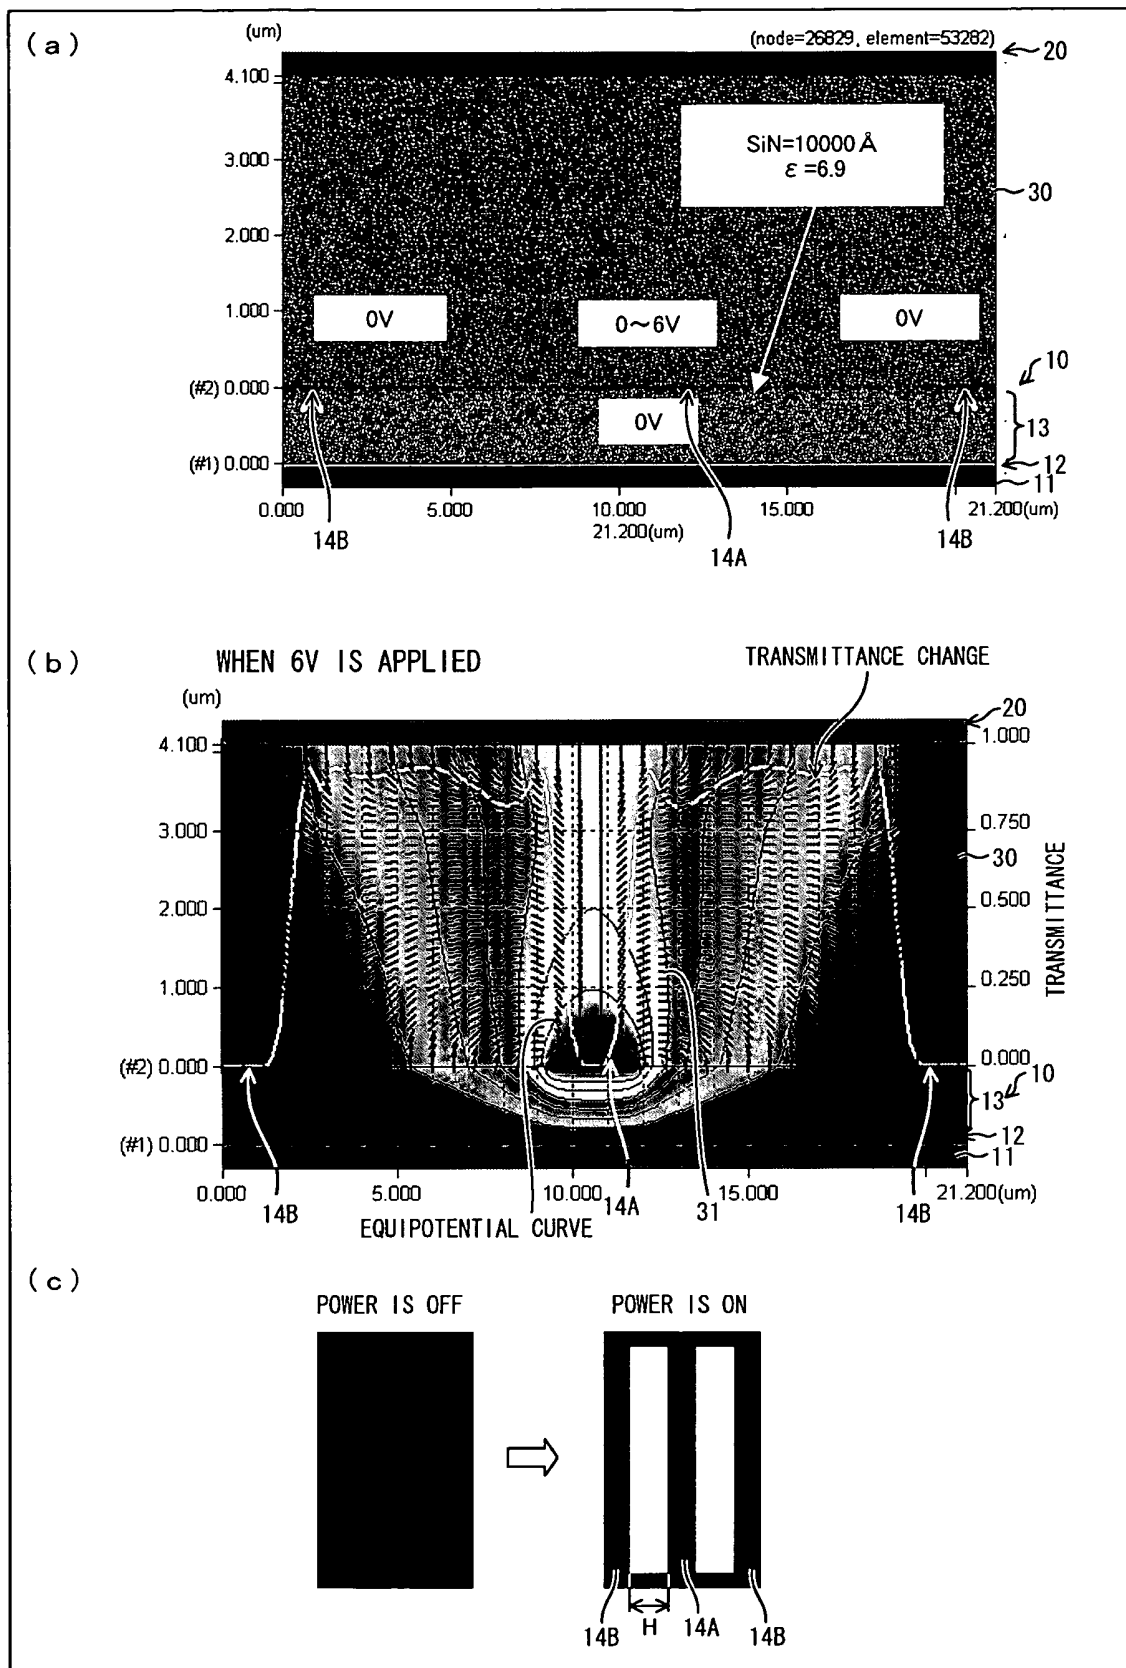 (a)
(um)
(node=26829, element=53282)
20
4.100
SiN=10000Å
ε=6.9
3.000
30
2.000
1.000
0V
0～6V
0V
10
(#2) 0.000
0V
13
(#1) 0.000
12
11
0.000
5.000
10.000
15.000
21.200
21.200(um)
(um)
14B
14A
14B
(b)
WHEN 6V IS APPLIED
TRANSMITTANCE CHANGE
(um)
20
4.100
1.000
3.000
0.750
30
2.000
0.500
TRANSMITTANCE
1.000
0.250
(#2) 0.000
0.000
10
13
12
(#1) 0.000
11
0.000
5.000
10.000
15.000
21.200(um)
14B
14A
31
14B
EQUIPOTENTIAL CURVE
(c)
POWER IS OFF
POWER IS ON
14B
H
14A
14B